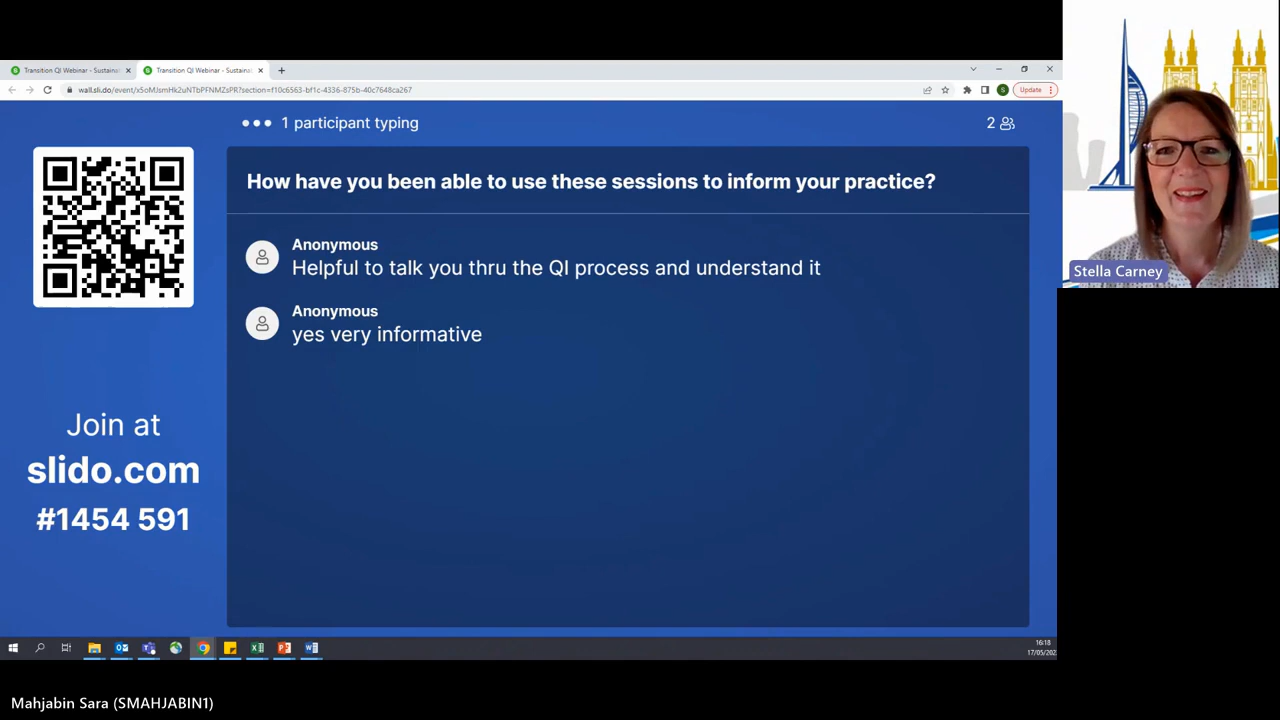 Transition QI Webinar - Sustaina
Transition QI Webinar - Sustaina
wall.sli.do/event/x5oMJsmHk2uNTbPFNMZsPR?section=f10c6563-bf1c-4336-875b-40c7648ca267
Update
1 participant typing
2
How have you been able to use these sessions to inform your practice?
Anonymous
Helpful to talk you thru the QI process and understand it
Anonymous
yes very informative
Join at
slido.com
#1454 591
Stella Carney
16:18
17/05/202
Mahjabin Sara (SMAHJABIN1)